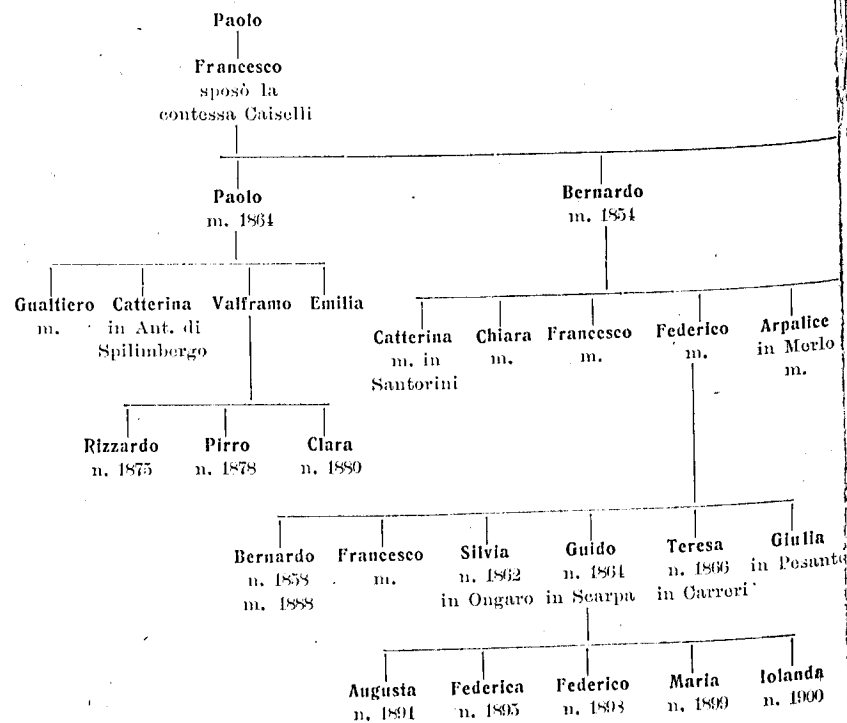 Paolo
Francesco
sposò la
contessa Caiselli
Paolo
m. 1864
Bernardo
m. 1854
Gualtiero
m.
Catterina
in Ant. di
Spilimbergo
Valframo
Emilia
Catterina
m. in
Santorini
Chiara
m.
Francesco
m.
Federico
m.
Arpalice
in Merlo
m.
Rizzardo
n. 1875
Pirro
n. 1878
Clara
n. 1880
Bernardo
n. 1858
m. 1888
Francesco
m.
Silvia
n. 1862
in Ongaro
Guido
n. 1864
in Scarpa
Teresa
n. 1866
in Carreri
Giulia
in Pesante
Augusta
n. 1894
Federica
n. 1895
Federico
n. 1898
Maria
n. 1899
Iolanda
n. 1900